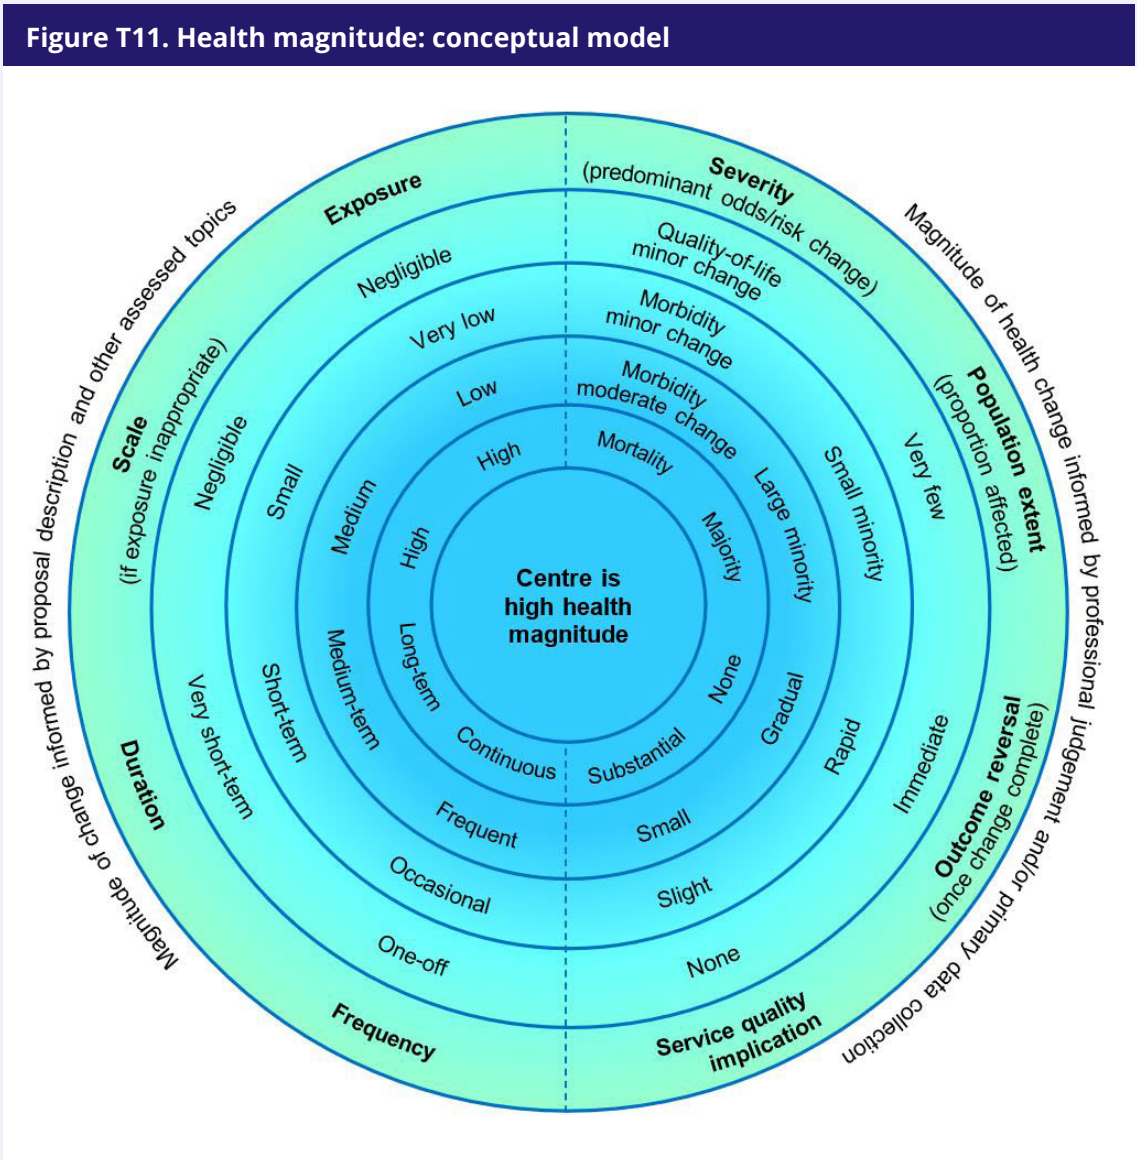 Figure T11. Health magnitude: conceptual model
Magnitude of change informed by proposal description and other assessed topics
Magnitude of health change informed by professional judgement and/or primary data collection
Exposure
Negligible
Very low
Low
High
Scale
(if exposure inappropriate)
Negligible
Small
Medium
High
Duration
Very short-term
Short-term
Medium-term
Long-term
Frequency
One-off
Occasional
Frequent
Continuous
Severity
(predominant odds/risk change)
Quality-of-life
minor change
Morbidity
minor change
Morbidity
moderate change
Mortality
Population extent
(proportion affected)
Very few
Small minority
Large minority
Majority
Outcome reversal
(once change complete)
Immediate
Rapid
Gradual
None
Service quality
implication
None
Slight
Small
Substantial
Centre is
high health
magnitude